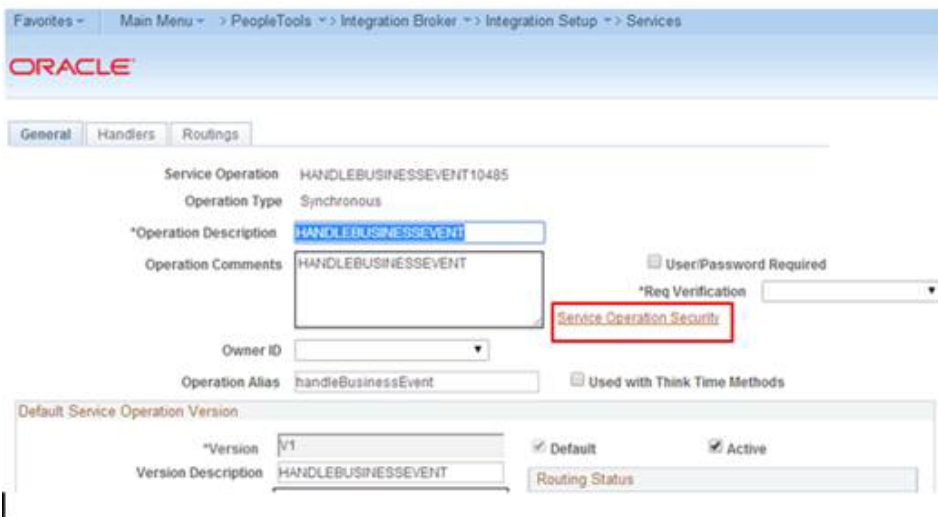 Favorites Main Menu > PeopleTools > Integration Broker > Integration Setup > Services
ORACLE
General Handlers Routings
Service Operation HANDLEBUSINESSEVENT10485
Operation Type Synchronous
*Operation Description HANDLEBUSINESSEVENT
Operation Comments HANDLEBUSINESSEVENT
User/Password Required
*Req Verification
Service Operation Security
Owner ID
Operation Alias handleBusinessEvent Used with Think Time Methods
Default Service Operation Version
*Version V1 Default Active
Version Description HANDLEBUSINESSEVENT Routing Status